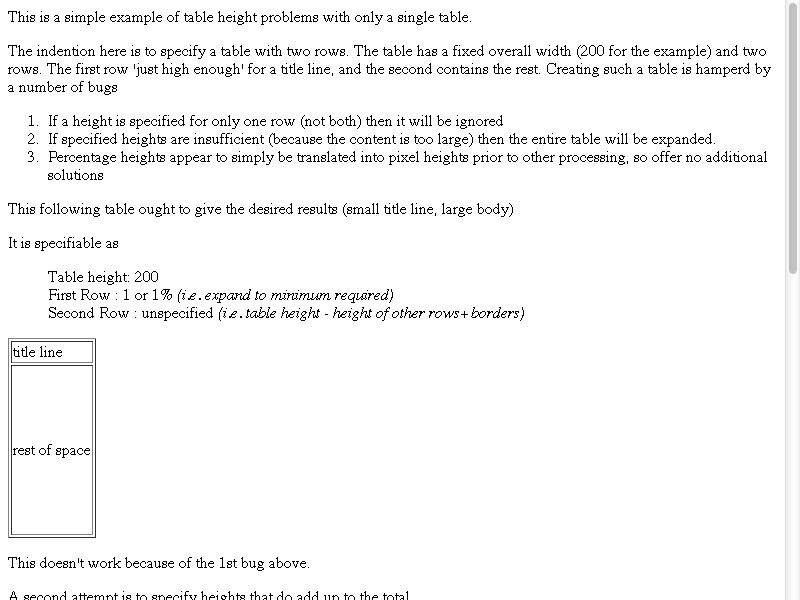 This is a simple example of table height problems with only a single table.
The indention here is to specify a table with two rows. The table has a fixed overall width (200 for the example) and two
rows. The first row 'just high enough' for a title line, and the second contains the rest. Creating such a table is hamperd by
a number of bugs
1. If a height is specified for only one row (not both) then it will be ignored
2. If specified heights are insufficient (because the content is too large) then the entire table will be expanded.
3. Percentage heights appear to simply be translated into pixel heights prior to other processing, so offer no additional
solutions
This following table ought to give the desired results (small title line, large body)
It is specifiable as
Table height: 200
First Row : 1 or 1% (i.e. expand to minimum required)
Second Row : unspecified (i.e. table height - height of other rows+borders)
title line
rest of space
This doesn't work because of the 1st bug above.
A second attempt is to specify heights that do add up to the total